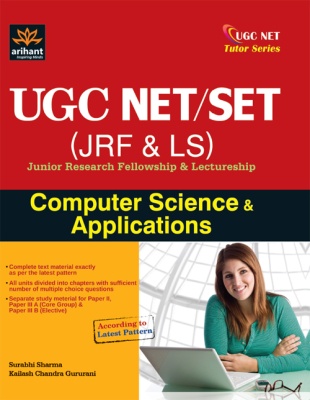 arihant
Inspiring Minds
UGC NET
Tutor Series
UGC NET/SET
(JRF & LS)
Junior Research Fellowship & Lectureship
Computer Science &
Applications
• Complete text material exactly
as per the latest pattern
• All units divided into chapters with sufficient
number of multiple choice questions
• Separate study material for Paper II,
Paper III A (Core Group) &
Paper III B (Elective)
According to
Latest Pattern
Surabhi Sharma
Kailash Chandra Gururani